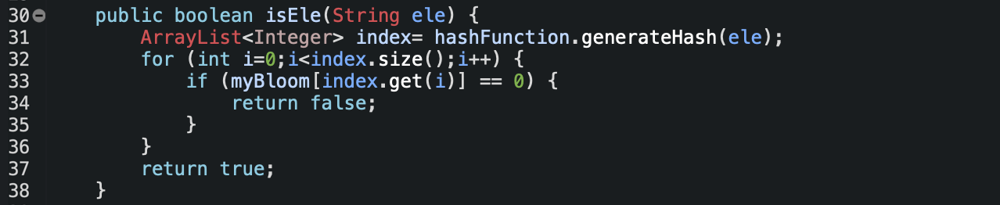 30 public boolean isEle(String ele) {
31 ArrayList<Integer> index= hashFunction.generateHash(ele);
32 for (int i=0;i<index.size();i++) {
33 if (myBloom[index.get(i)] == 0) {
34 return false;
35 }
36 }
37 return true;
38 }